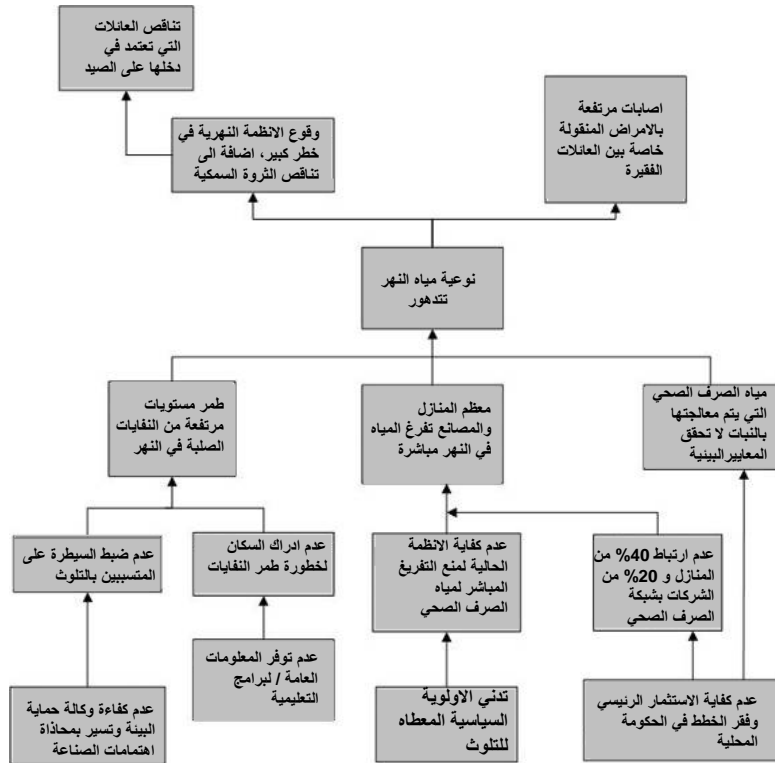 تناقص العائلات
التي تعتمد في
دخلها على الصيد
اصابات مرتفعة
بالامراض المنقولة
خاصة بين العائلات
الفقيرة
وقوع الانظمة النهرية في
خطر كبير، اضافة الى
تناقص الثروة السمكية
نوعية مياه النهر
تتدهور
مياه الصرف الصحي
التي يتم معالجتها
بالنبات لا تحقق
المعاييرالبيئية
معظم المنازل
والمصانع تفرغ المياه
في النهر مباشرة
طمر مستويات
مرتفعة من النفايات
الصلبة في النهر
عدم ارتباط 40% من
المنازل و 20% من
الشركات بشبكة
الصرف الصحي
عدم كفاية الانظمة
الحالية لمنع التفريغ
المباشر لمياه
الصرف الصحي
عدم ادراك السكان
لخطورة طمر النفايات
عدم ضبط السيطرة على
المتسببين بالتلوث
عدم كفاية الاستثمار الرئيسي
وفقر الخطط في الحكومة
المحلية
تدني الاولوية
السياسية المعطاه
للتلوث
عدم توفر المعلومات
العامة / لبرامج
التعليمية
عدم كفاءة وكالة حماية
البيئة وتسير بمحاذاة
اهتمامات الصناعة